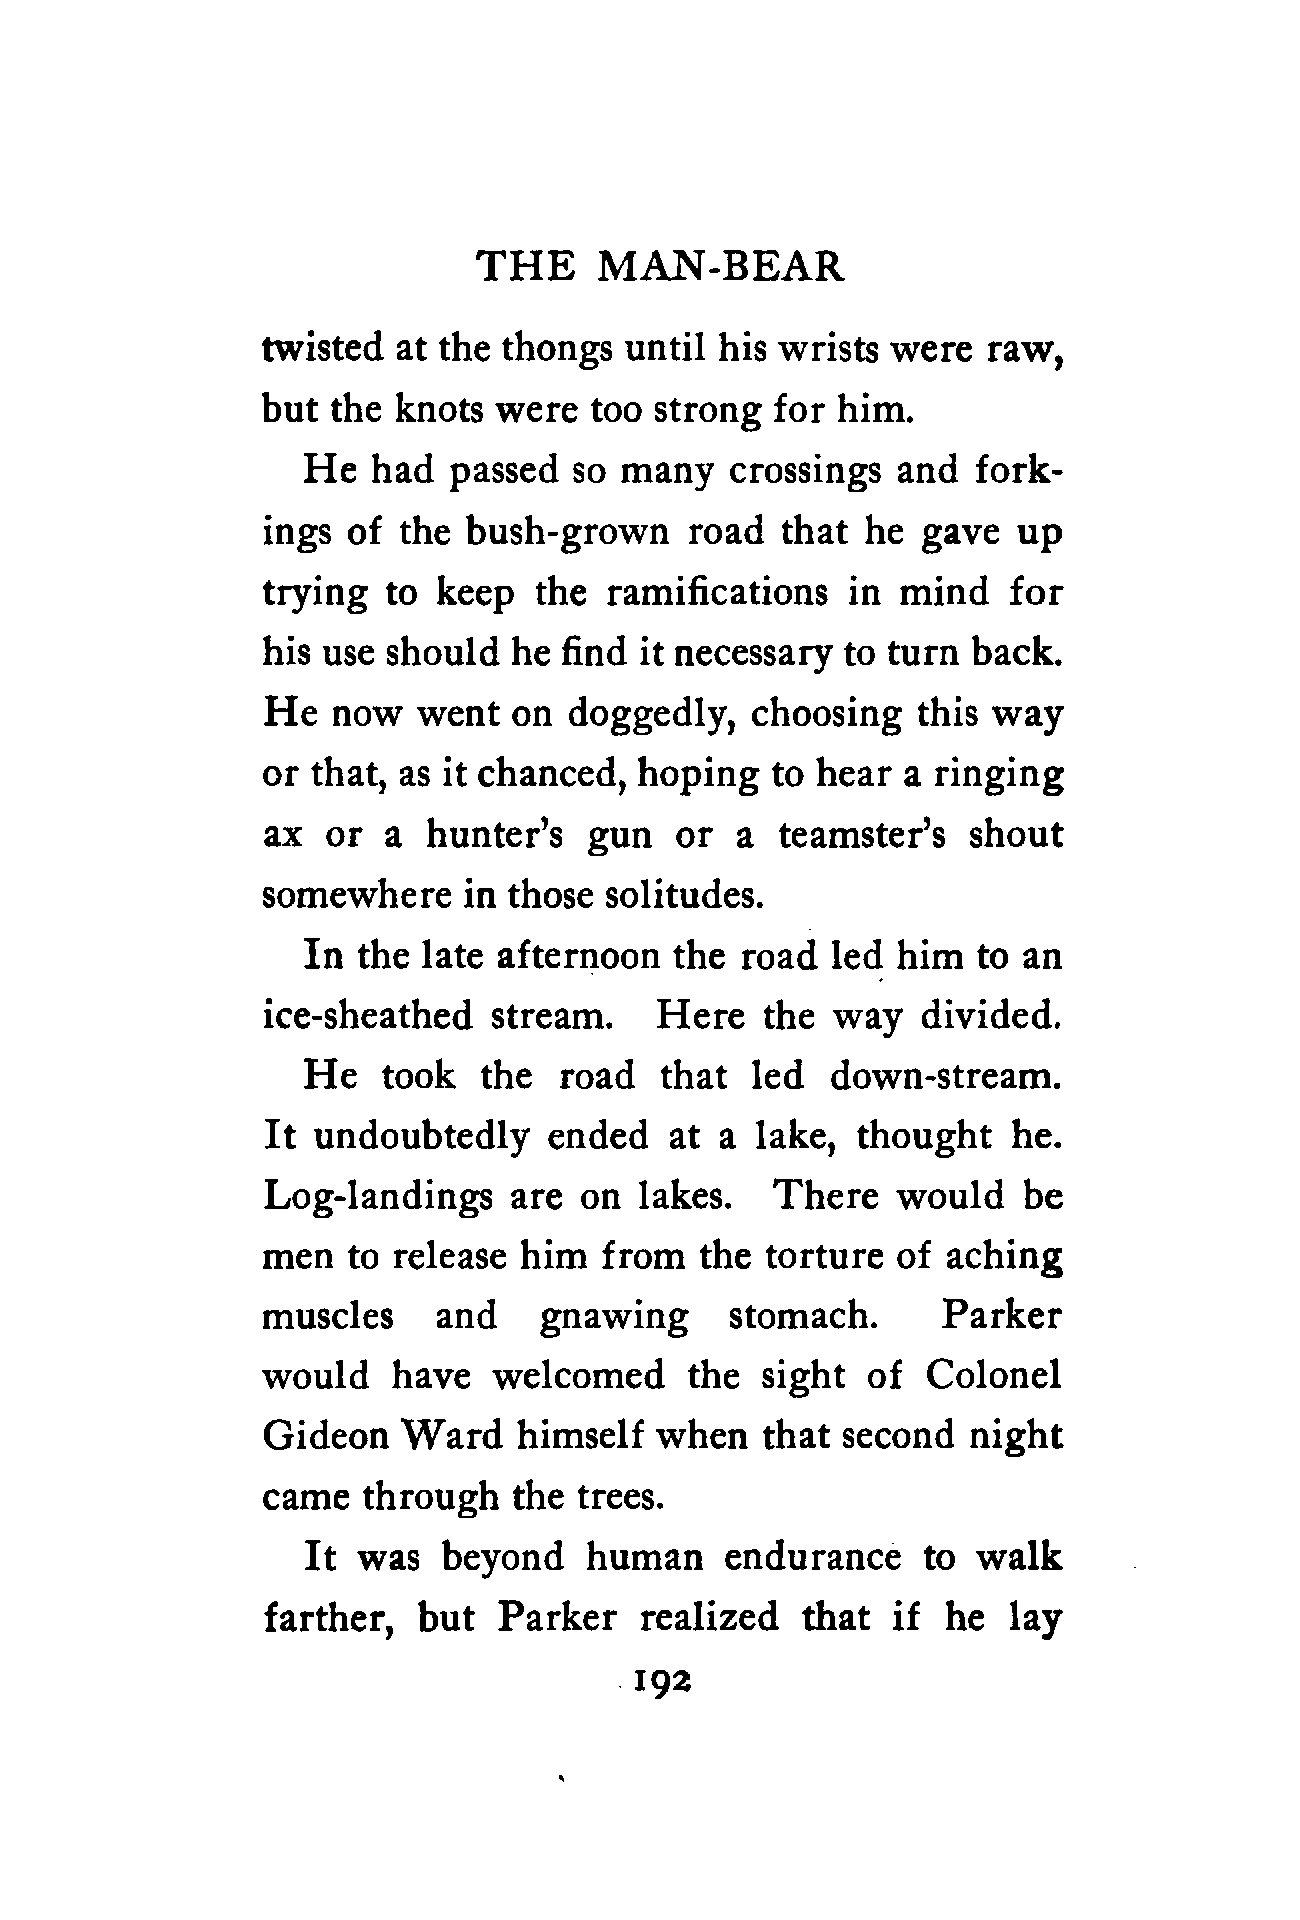 THE MAN-BEAR
twisted at the thongs until his wrists were raw,
but the knots were too strong for him.
He had passed so many crossings and fork-
ings of the bush-grown road that he gave up
trying to keep the ramifications in mind for
his use should he find it necessary to turn back.
He now went on doggedly, choosing this way
or that, as it chanced, hoping to hear a ringing
ax or a hunter's gun or a teamster's shout
somewhere in those solitudes.
In the late afternoon the road led him to an
ice-sheathed stream. Here the way divided.
He took the road that led down-stream.
It undoubtedly ended at a lake, thought he.
Log-landings are on lakes. There would be
men to release him from the torture of aching
muscles and gnawing stomach. Parker
would have welcomed the sight of Colonel
Gideon Ward himself when that second night
came through the trees.
It was beyond human endurance to walk
farther, but Parker realized that if he lay
192